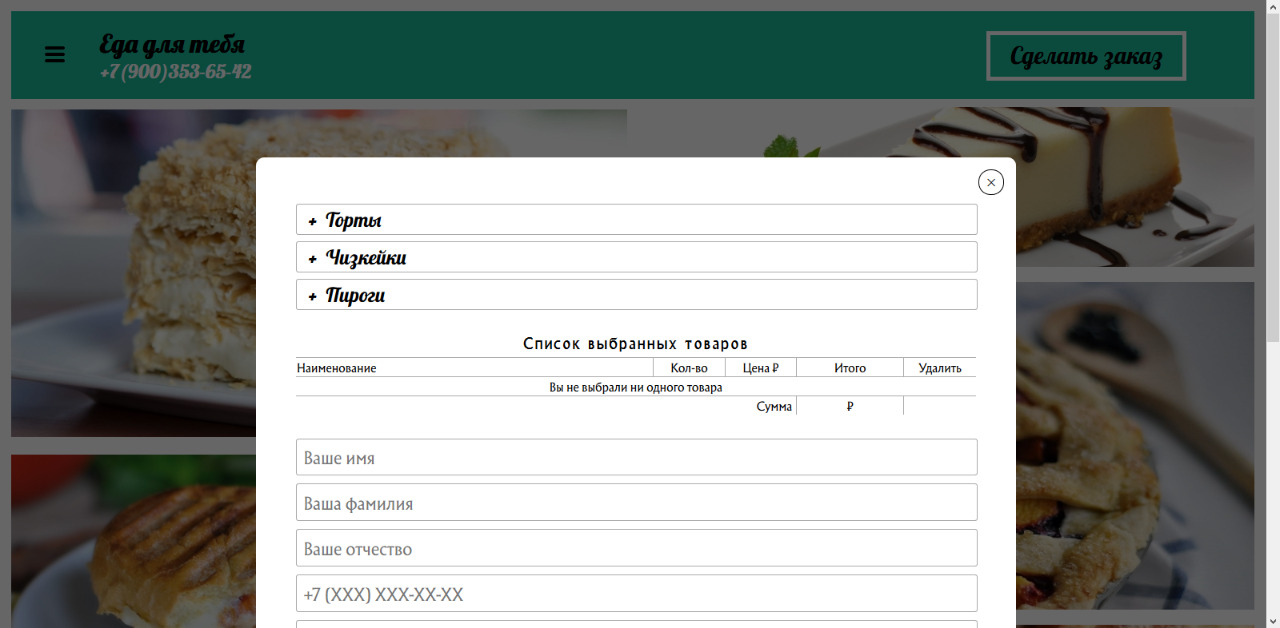 Еда для тебя
+7(900)353-65-42
Сделать заказ
+ Торты
+ Чизкейки
+ Пироги
Список выбранных товаров
Наименование Кол-во Цена ₽ Итого Удалить
Вы не выбрали ни одного товара
Сумма ₽
Ваше имя
Ваша фамилия
Ваше отчество
+7 (XXX) XXX-XX-XX